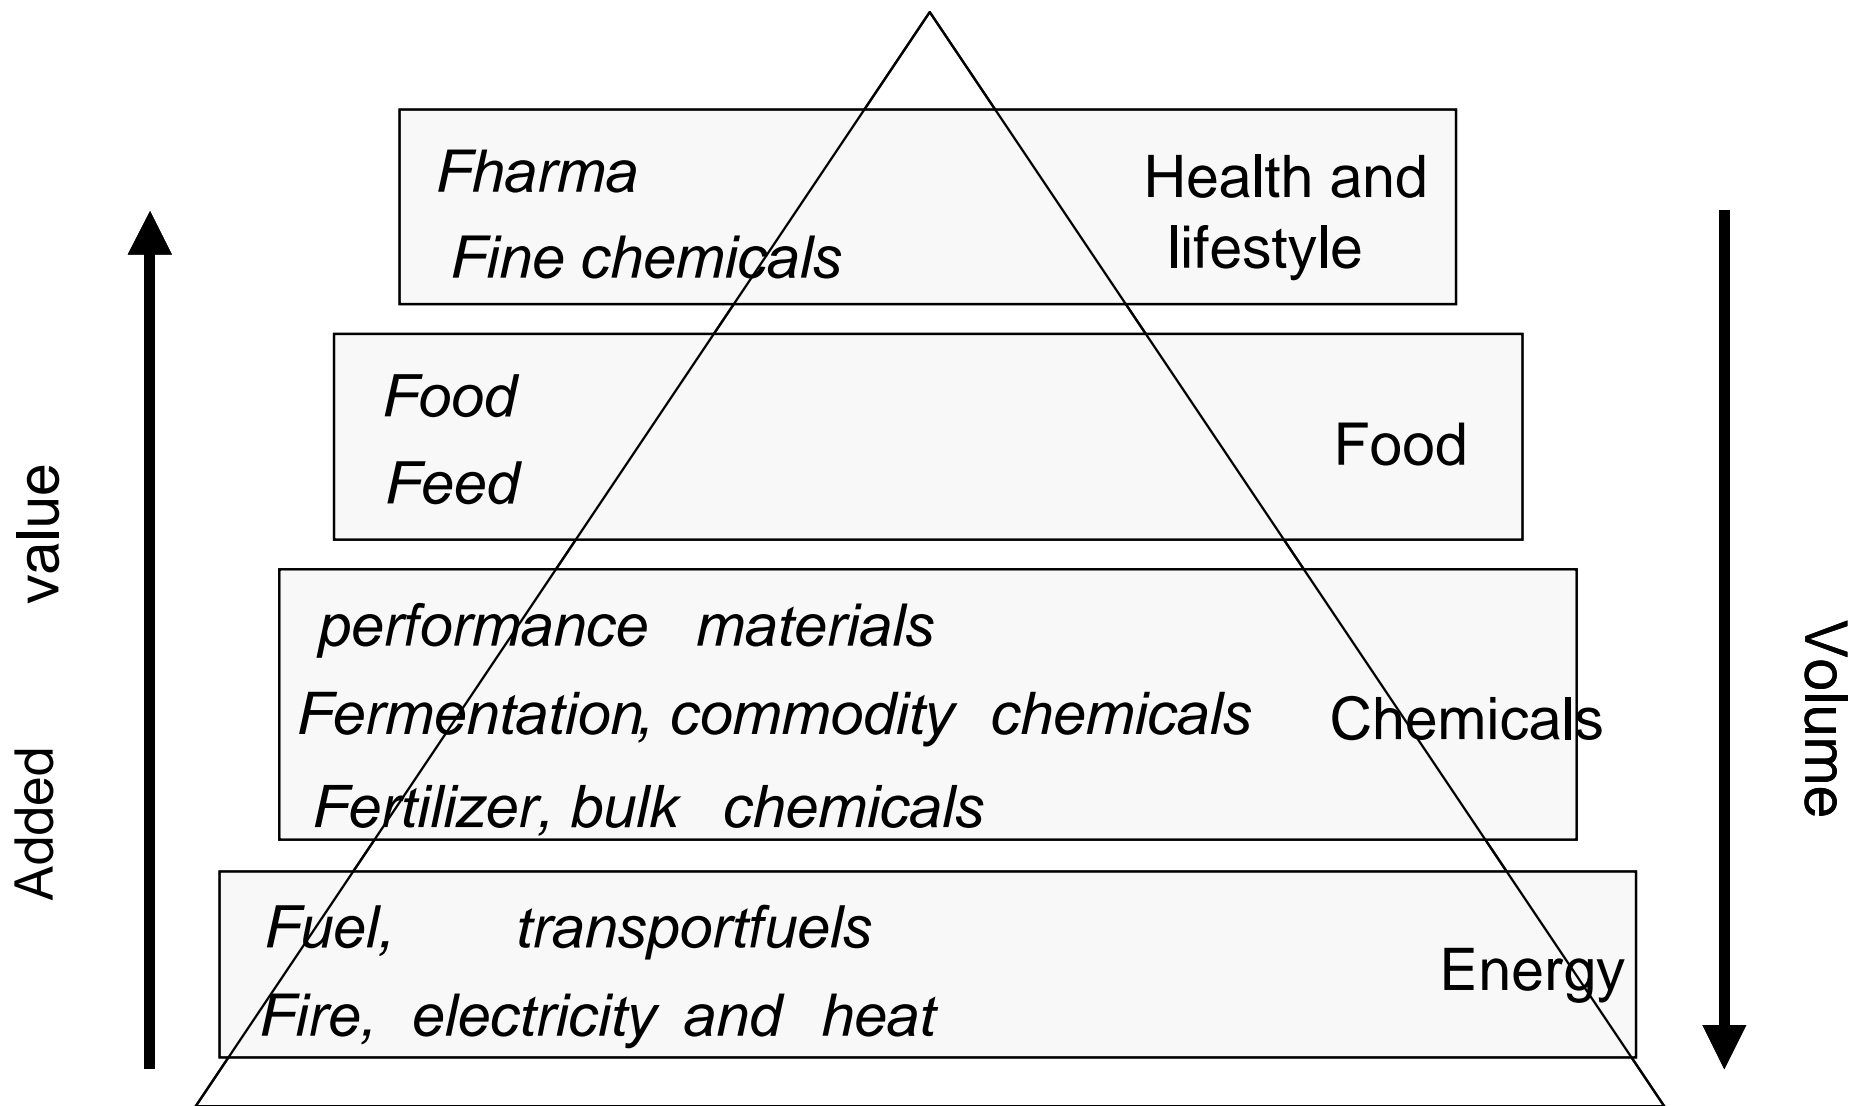 Fharma
Fine chemicals
Health and
lifestyle
Food
Feed
Food
performance materials
Fermentation, commodity chemicals
Fertilizer, bulk chemicals
Chemicals
Fuel, transportfuels
Fire, electricity and heat
Energy
Added value
Volume